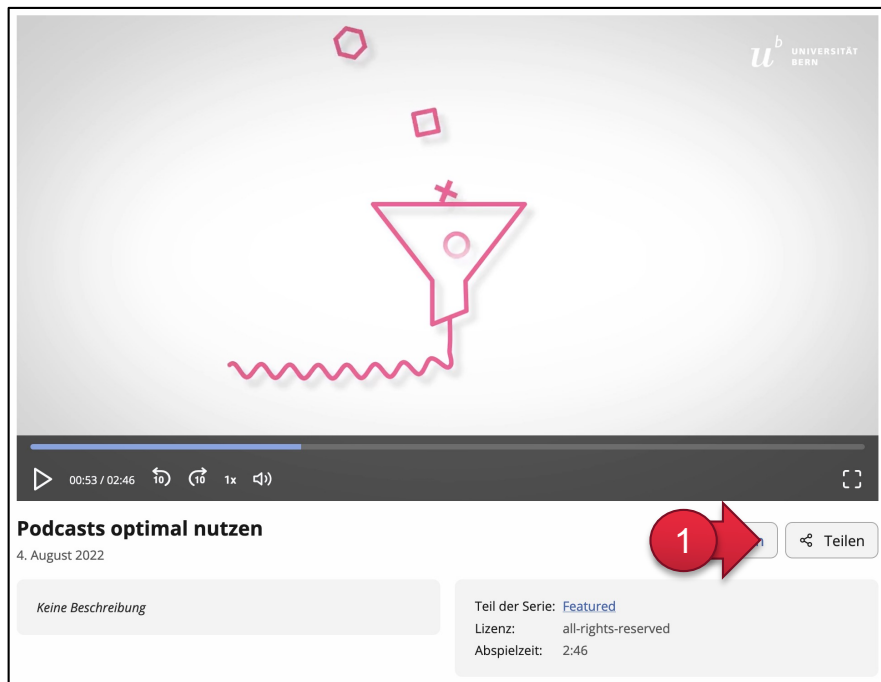 u^b UNIVERSITÄT
BERN
00:53 / 02:46 10 10 1x
Podcasts optimal nutzen
4. August 2022
1
n
Teilen
Keine Beschreibung
Teil der Serie: Featured
Lizenz: all-rights-reserved
Abspielzeit: 2:46